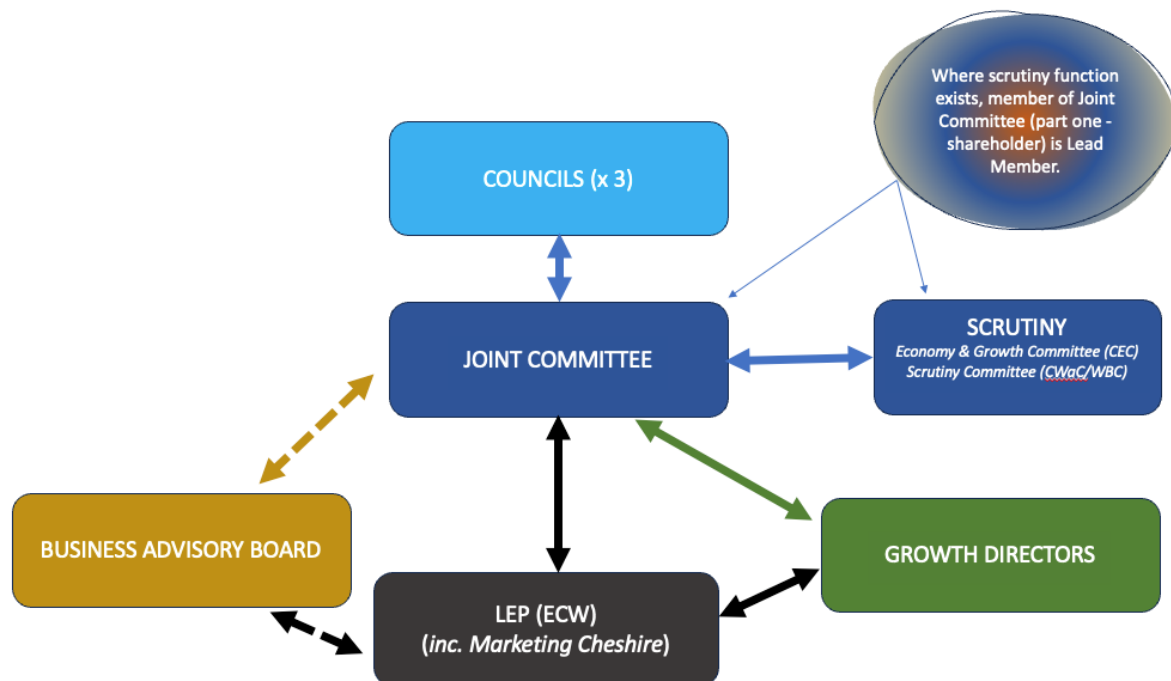 Where scrutiny function
exists, member of Joint
Committee (part one -
shareholder) is Lead
Member.
COUNCILS (x 3)
JOINT COMMITTEE
SCRUTINY
Economy & Growth Committee (CEC)
Scrutiny Committee (CWaC/WBC)
BUSINESS ADVISORY BOARD
GROWTH DIRECTORS
LEP (ECW)
(inc. Marketing Cheshire)